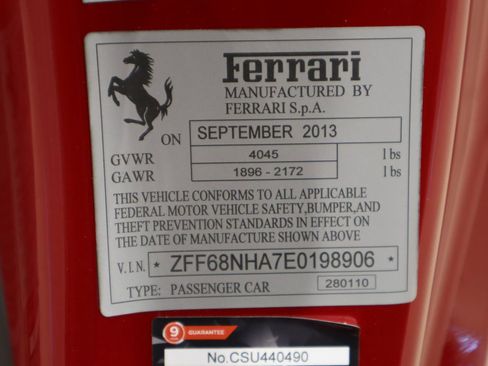 Ferrari
MANUFACTURED BY
FERRARI S.p.A.
ON SEPTEMBER 2013
GVWR 4045 lbs
GAWR 1896 - 2172 lbs
THIS VEHICLE CONFORMS TO ALL APPLICABLE
FEDERAL MOTOR VEHICLE SAFETY,BUMPER,AND
THEFT PREVENTION STANDARDS IN EFFECT ON
THE DATE OF MANUFACTURE SHOWN ABOVE
V.I.N. * ZFF68NHA7E0198906 *
TYPE: PASSENGER CAR 280110
9 GUARANTEE
No.CSU440490